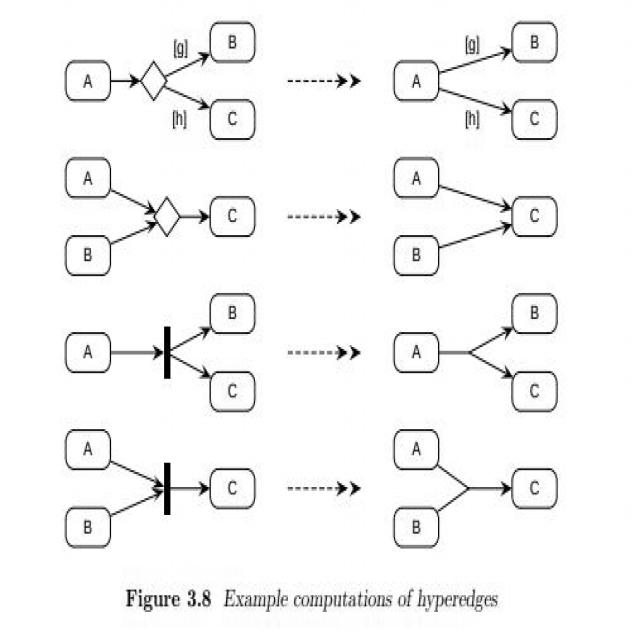 [g] B [g] B
A A
[h] C [h] C
A A
C C
B B
B B
A A
C C
A A
C C
B B
Figure 3.8 Example computations of hyperedges